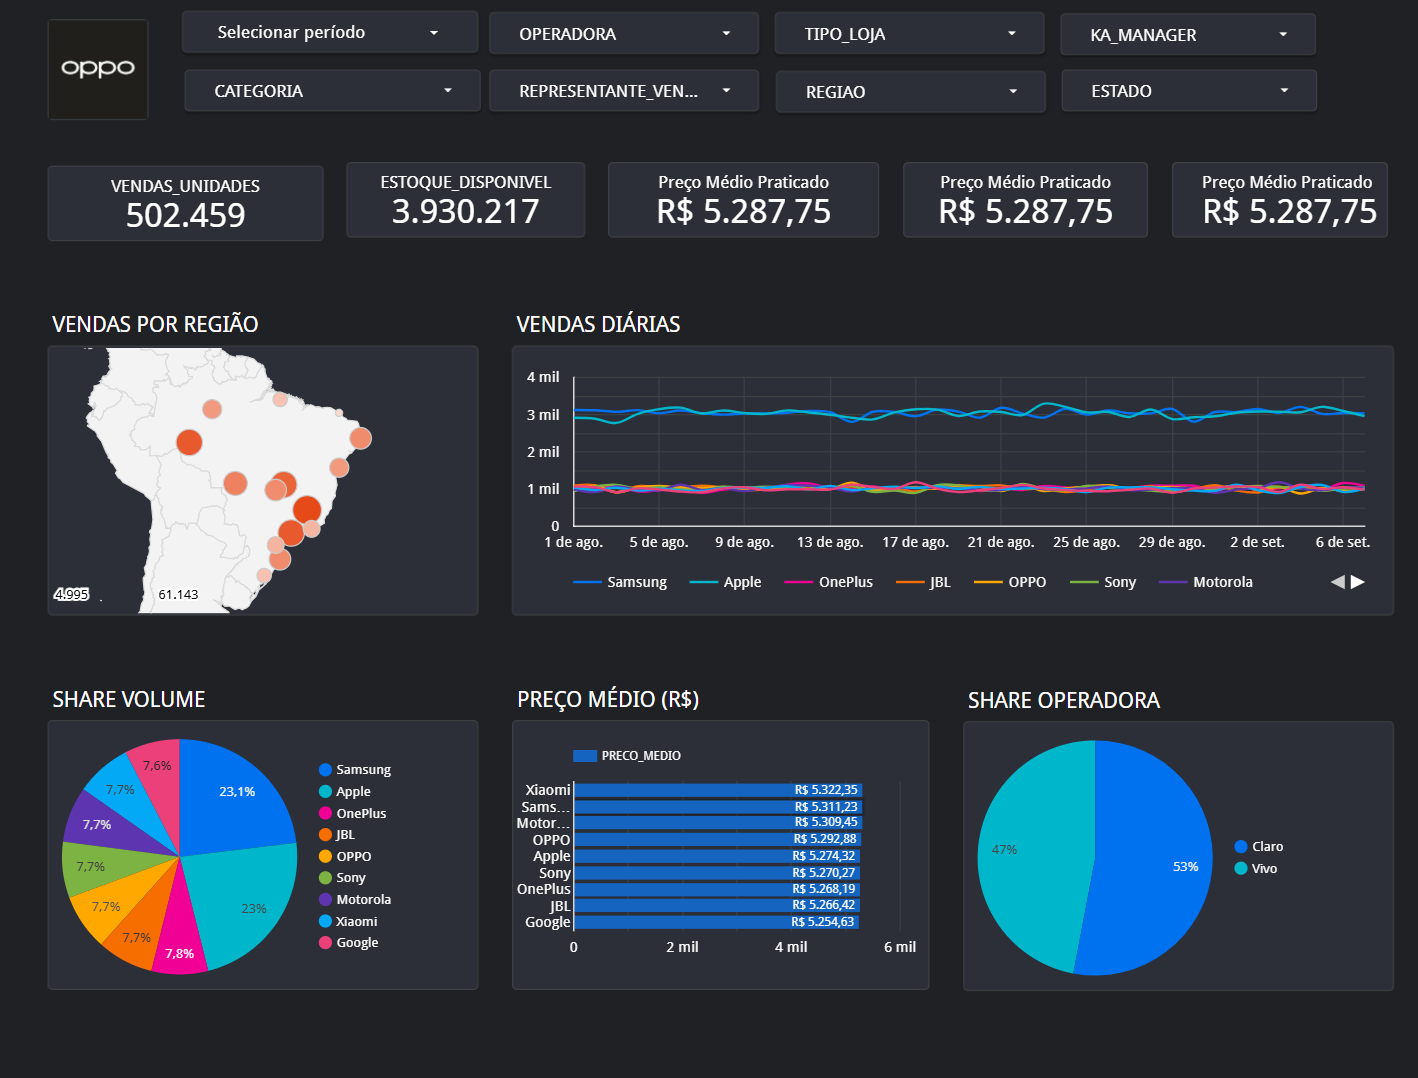 oppo
Selecionar período
OPERADORA
TIPO_LOJA
KA_MANAGER
CATEGORIA
REPRESENTANTE_VEN...
REGIAO
ESTADO
VENDAS_UNIDADES
502.459
ESTOQUE_DISPONIVEL
3.930.217
Preço Médio Praticado
R$ 5.287,75
Preço Médio Praticado
R$ 5.287,75
Preço Médio Praticado
R$ 5.287,75
VENDAS POR REGIÃO
4.995
61.143
VENDAS DIÁRIAS
4 mil
3 mil
2 mil
1 mil
0
1 de ago.
5 de ago.
9 de ago.
13 de ago.
17 de ago.
21 de ago.
25 de ago.
29 de ago.
2 de set.
6 de set.
Samsung
Apple
OnePlus
JBL
OPPO
Sony
Motorola
SHARE VOLUME
7,6%
7,7%
7,7%
7,7%
7,7%
7,7%
7,8%
23%
23,1%
Samsung
Apple
OnePlus
JBL
OPPO
Sony
Motorola
Xiaomi
Google
PREÇO MÉDIO (R$)
PRECO_MEDIO
Xiaomi R$ 5.322,35
Sams... R$ 5.311,23
Motor... R$ 5.309,45
OPPO R$ 5.292,88
Apple R$ 5.274,32
Sony R$ 5.270,27
OnePlus R$ 5.268,19
JBL R$ 5.266,42
Google R$ 5.254,63
0
2 mil
4 mil
6 mil
SHARE OPERADORA
47%
53%
Claro
Vivo